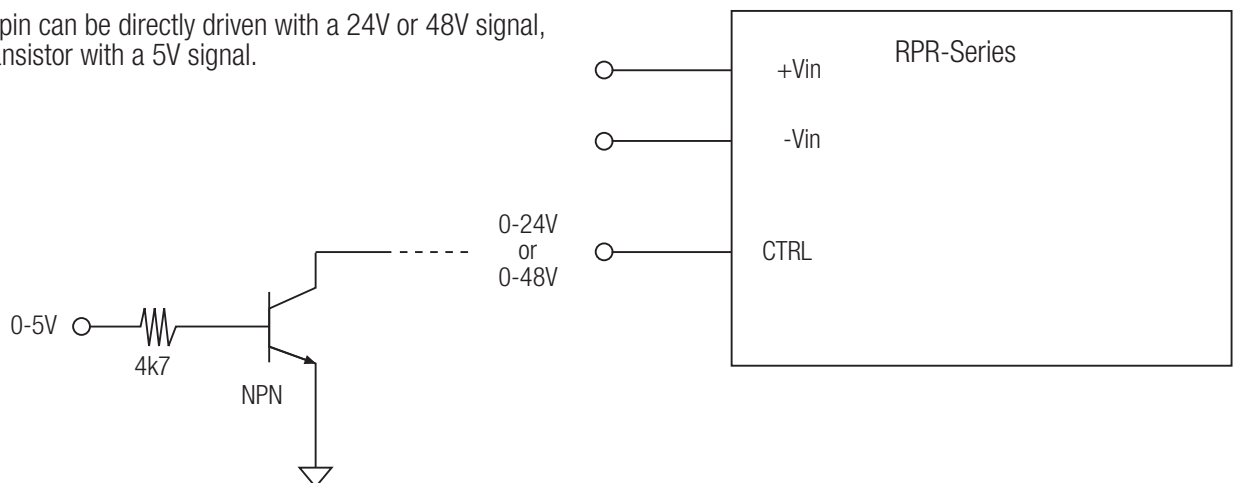 pin can be directly driven with a 24V or 48V signal,
ansistor with a 5V signal.
RPR-Series
+Vin
-Vin
0-24V
or
0-48V
CTRL
0-5V
4k7
NPN